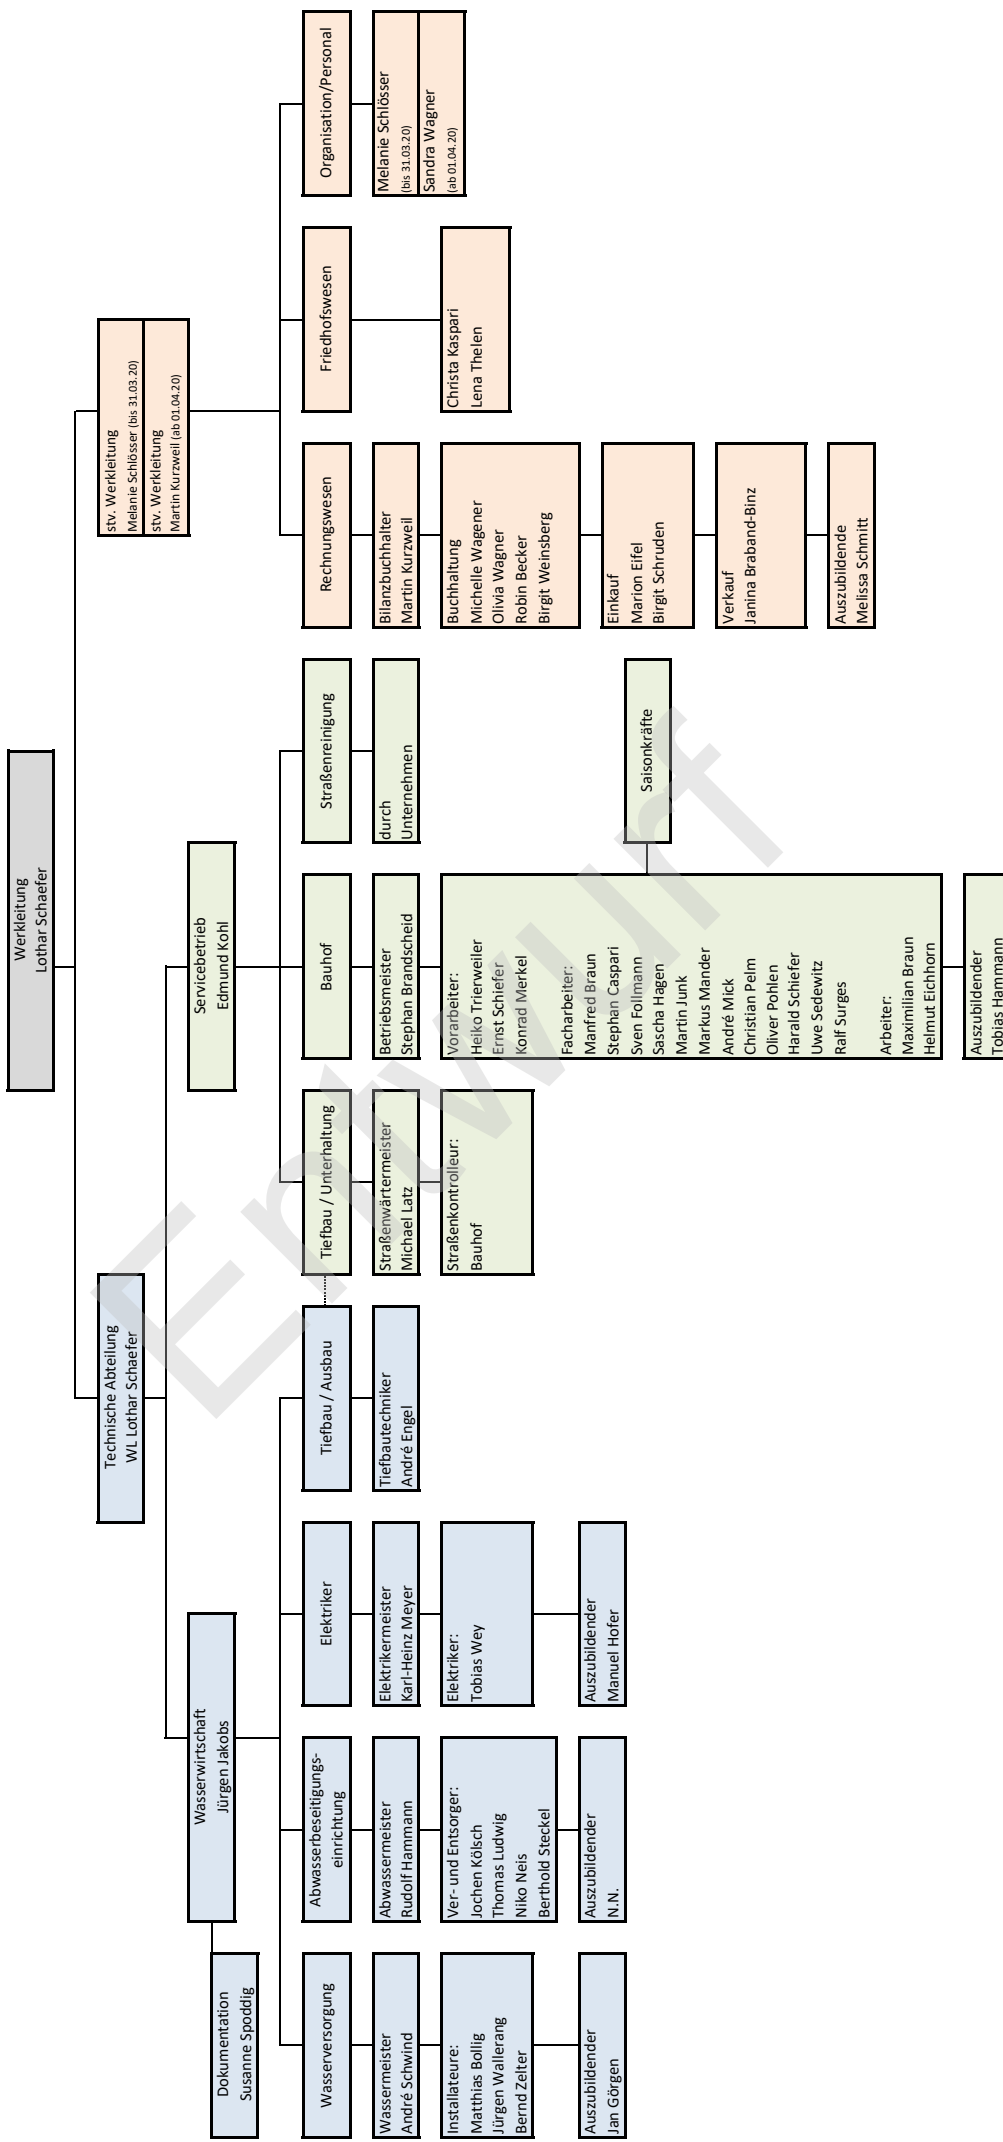 Werkleitung
Lothar Schaefer
Technische Abteilung
WL Lothar Schaefer
stv. Werkleitung
Melanie Schlösser (bis 31.03.20)
stv. Werkleitung
Martin Kurzweil (ab 01.04.20)
Wasserwirtschaft
Jürgen Jakobs
Servicebetrieb
Edmund Kohl
Dokumentation
Susanne Spoddig
Wasserversorgung
Wassermeister
André Schwind
Installateure:
Matthias Bollig
Jürgen Wallerang
Bernd Zelter
Auszubildender
Jan Görgen
Abwasserbeseitigungs-
einrichtung
Abwassermeister
Rudolf Hammann
Ver- und Entsorger:
Jochen Kölsch
Thomas Ludwig
Niko Neis
Berthold Steckel
Auszubildender
N.N.
Elektriker
Elektrikermeister
Karl-Heinz Meyer
Elektriker:
Tobias Wey
Auszubildender
Manuel Hofer
Tiefbau / Ausbau
Tiefbautechniker
André Engel
Tiefbau / Unterhaltung
Straßenwärtermeister
Michael Latz
Straßenkontrolleur:
Bauhof
Bauhof
Betriebsmeister
Stephan Brandscheid
Vorarbeiter:
Heiko Trierweiler
Ernst Schiefer
Konrad Merkel
Facharbeiter:
Manfred Braun
Stephan Caspari
Sven Follmann
Sascha Hagen
Martin Junk
Markus Mander
André Mick
Christian Pelm
Oliver Pohlen
Harald Schiefer
Uwe Sedewitz
Ralf Surges
Arbeiter:
Maximilian Braun
Helmut Eichhorn
Auszubildender
Tobias Hammann
Saisonkräfte
Straßenreinigung
durch
Unternehmen
Rechnungswesen
Bilanzbuchhalter
Martin Kurzweil
Buchhaltung
Michelle Wagener
Olivia Wagner
Robin Becker
Birgit Weinsberg
Einkauf
Marion Eifel
Birgit Schruden
Verkauf
Janina Braband-Binz
Auszubildende
Melissa Schmitt
Friedhofswesen
Christa Kaspari
Lena Thelen
Organisation/Personal
Melanie Schlösser
(bis 31.03.20)
Sandra Wagner
(ab 01.04.20)
Entwurf